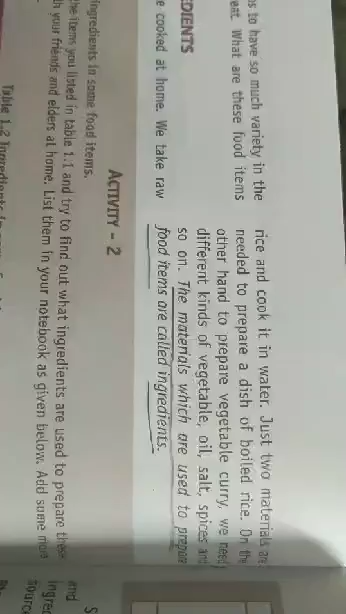 ns to have so much variety in the
ent. What are these food items
EDIENTS
e cooked at home. We take raw
rice and cook it in water. Just two materials are
needed to prepare a dish of boiled rice. On the
other hand to prepare vegetable curry, we need
different kinds of vegetable, oil, salt, spices and
so on. The materials which are used to prepare
food items are called ingredients.
ACTIVITY - 2
ingredients in some food items.
the items you listed in table 1.1 and try to find out what ingredients are used to prepare these
th your friends and elders at home. List them in your notebook as given below. Add some more
Table 1.2
S
and
ingred
source